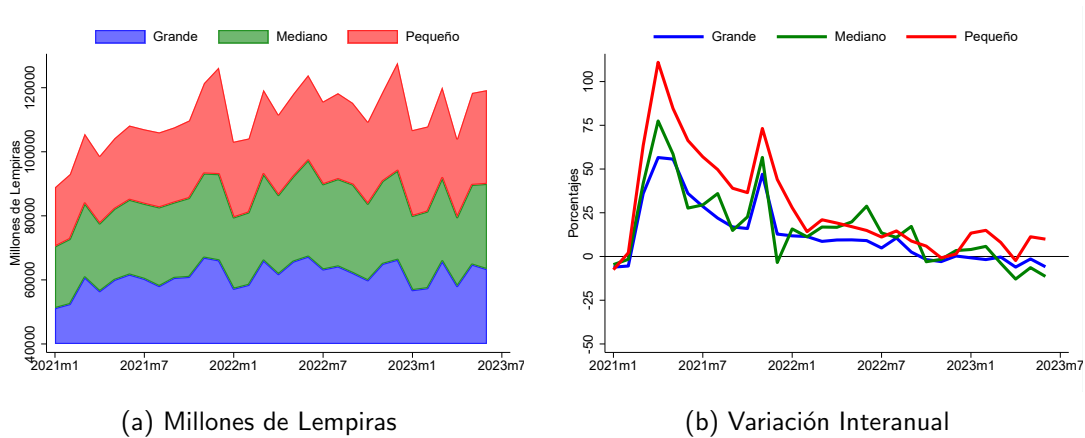 Grande Mediano Pequeño
Millones de Lempiras
120000
100000
80000
60000
40000
2021m1 2021m7 2022m1 2022m7 2023m1 2023m7
(a) Millones de Lempiras
Grande Mediano Pequeño
Porcentajes
100
75
50
25
0
-25
-50
2021m1 2021m7 2022m1 2022m7 2023m1 2023m7
(b) Variación Interanual